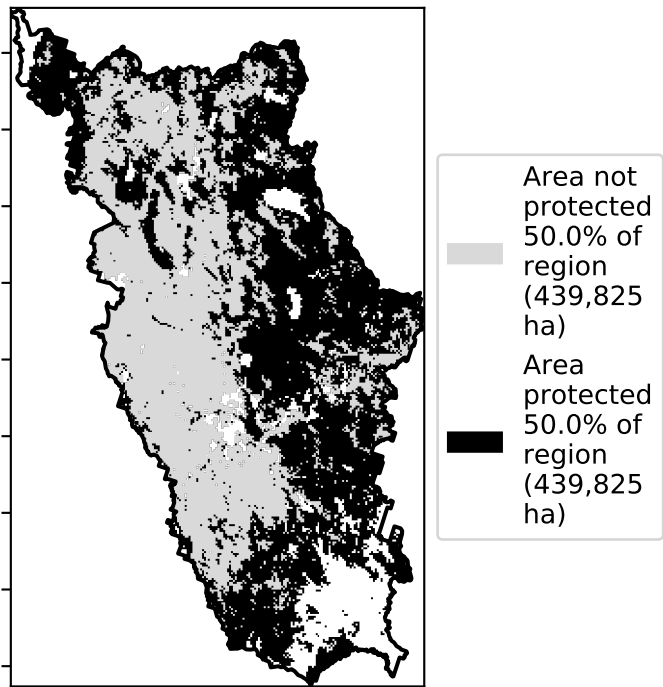 Area not
protected
50.0% of
region
(439,825
ha)
Area
protected
50.0% of
region
(439,825
ha)